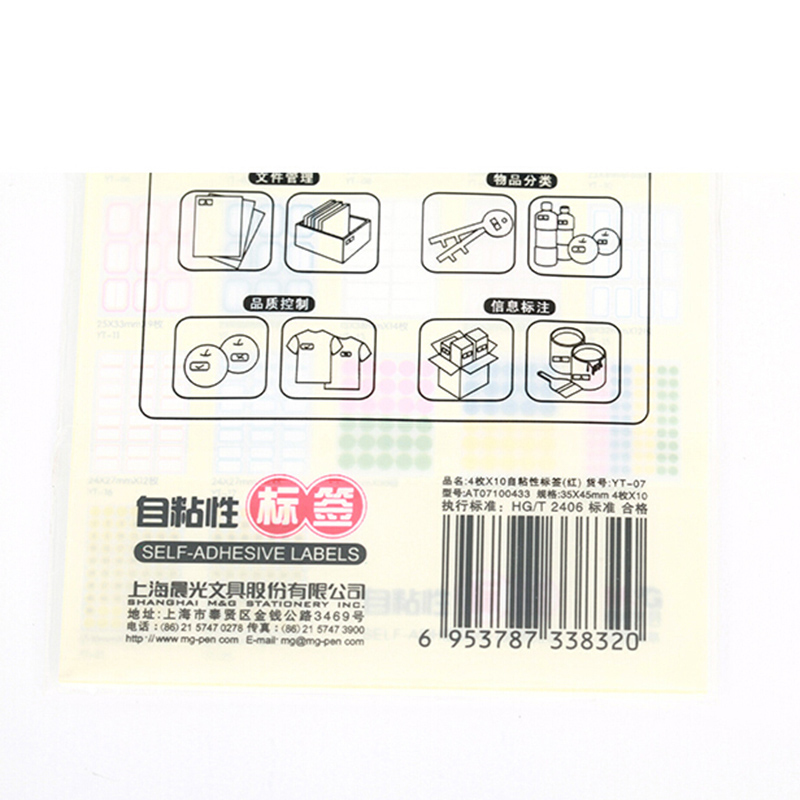 文件管理
物品分类
品质控制
信息标注
自粘性标签
SELF-ADHESIVE LABELS
上海晨光文具股份有限公司
SHANGHAI M&G STATIONERY INC.
地址: 上海市奉贤区金钱公路3469号
电话: (86) 21 5747 0278 传真: (86) 21 5747 3900
http://www.mg-pen.com E-mail: mg@mg-pen.com
品名:4枚X10自粘性标签(红) 货号:YT-07
型号:AT07100433 规格:35X45mm 4枚X10
执行标准: HG/T 2406 标准 合格
6 953787 338320